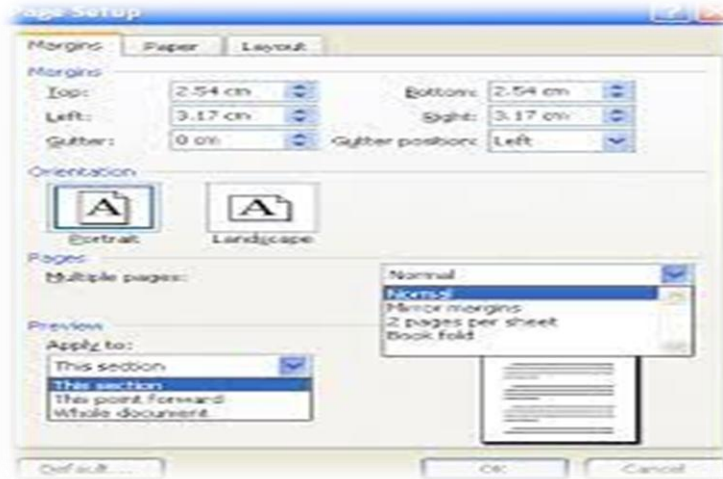 Page Setup
Margins Paper Layout
Margins
Top: 2.54 cm Bottom: 2.54 cm
Left: 3.17 cm Right: 3.17 cm
Gutter: 0 cm Gutter position: Left
Orientation
A A
Portrait Landscape
Pages
Multiple pages: Normal
Normal
Mirror margins
2 pages per sheet
Book fold
Preview
Apply to:
This section
This section
This point forward
Whole document
Default... OK Cancel